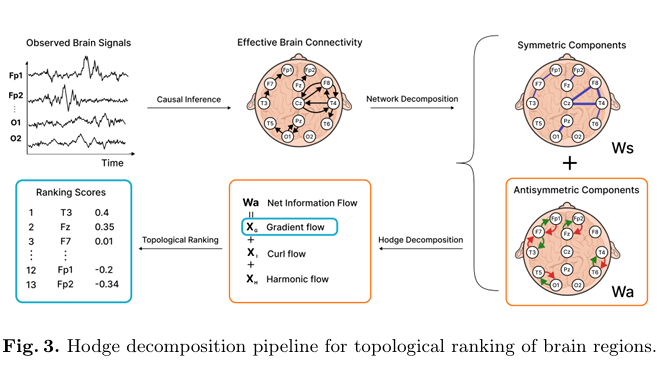 Observed Brain Signals
Fp1
Fp2
O1
O2
Time
Causal Inference
Effective Brain Connectivity
Fp1
Fp2
F7
Fz
F8
T3
Cz
T4
T5
Pz
T6
O1
O2
Network Decomposition
Symmetric Components
Fp1
Fp2
F7
Fz
F8
T3
Cz
T4
T5
Pz
T6
O1
O2
Ws
+
Antisymmetric Components
Fp1
Fp2
F7
Fz
F8
T3
Cz
T4
T5
Pz
T6
O1
O2
Wa
Hodge Decomposition
Wa Net Information Flow
=
X_G Gradient flow
+
X_I Curl flow
+
X_H Harmonic flow
Topological Ranking
Ranking Scores
1 T3 0.4
2 Fz 0.35
3 F7 0.01
⋮ ⋮
12 Fp1 -0.2
13 Fp2 -0.34
Fig. 3. Hodge decomposition pipeline for topological ranking of brain regions.